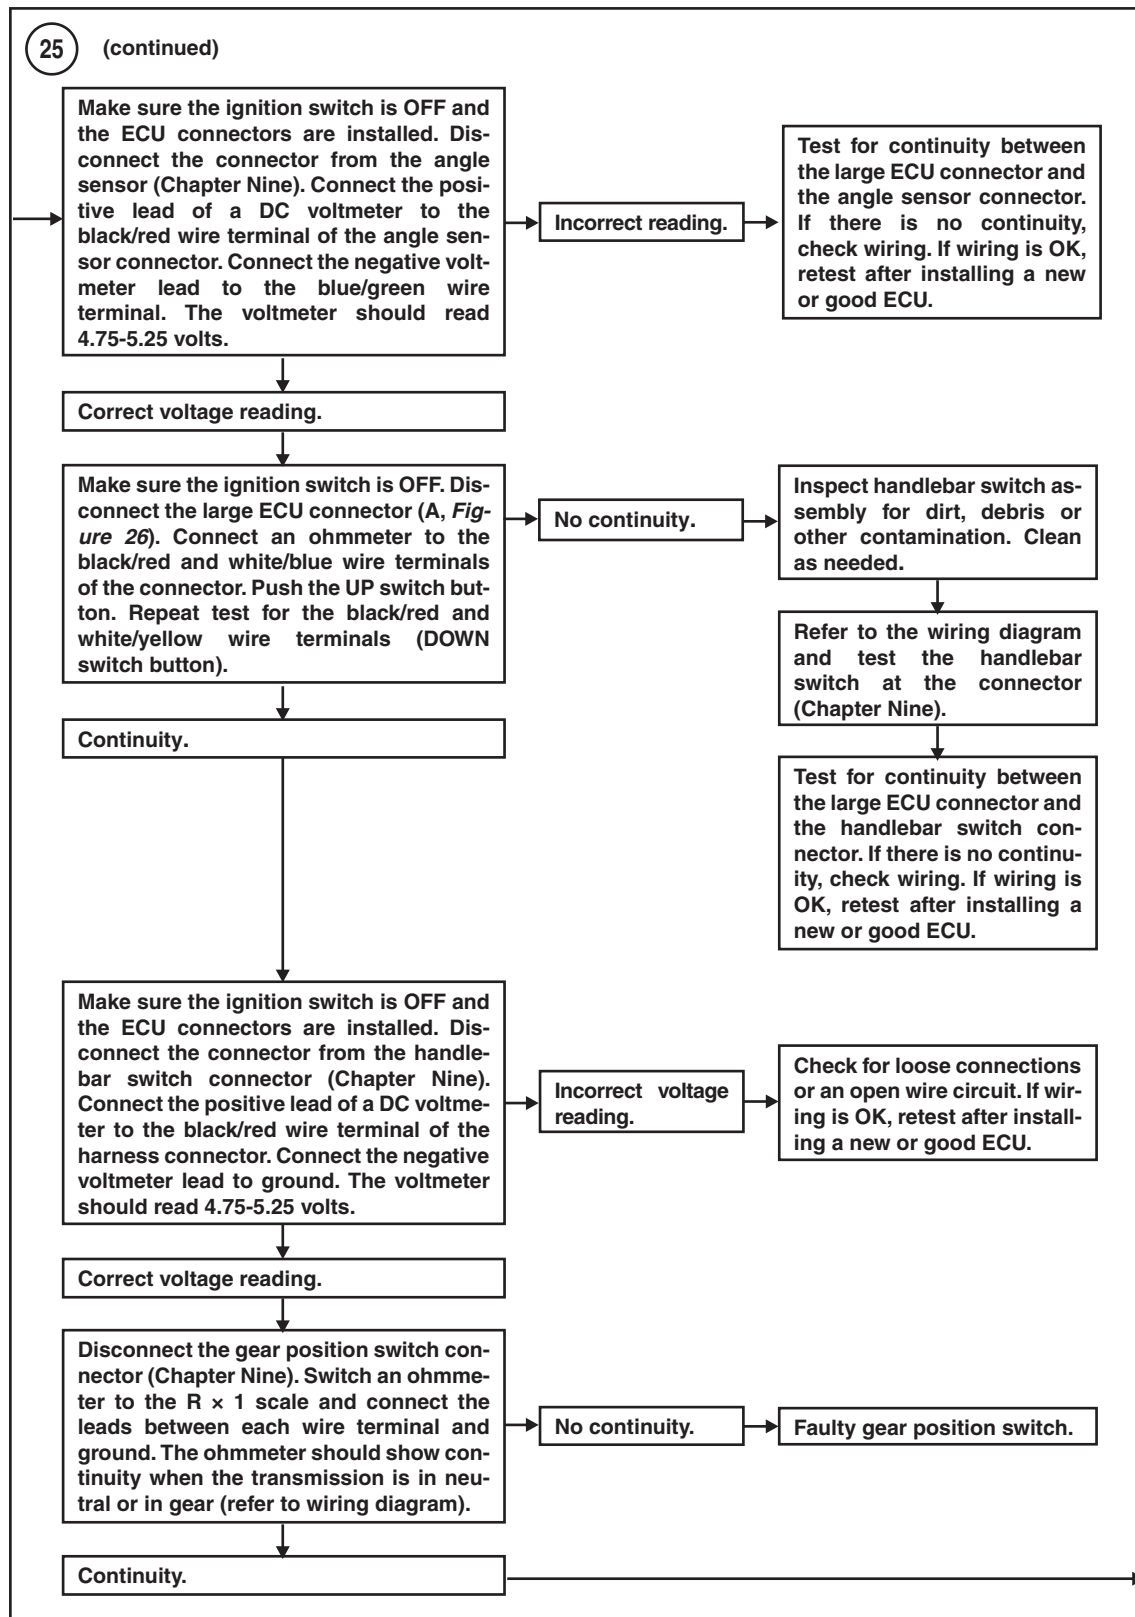 25 (continued)
Make sure the ignition switch is OFF and
the ECU connectors are installed. Dis-
connect the connector from the angle
sensor (Chapter Nine). Connect the posi-
tive lead of a DC voltmeter to the
black/red wire terminal of the angle sen-
sor connector. Connect the negative volt-
meter lead to the blue/green wire
terminal. The voltmeter should read
4.75-5.25 volts.
Incorrect reading.
Test for continuity between
the large ECU connector and
the angle sensor connector.
If there is no continuity,
check wiring. If wiring is OK,
retest after installing a new
or good ECU.
Correct voltage reading.
Make sure the ignition switch is OFF. Dis-
connect the large ECU connector (A, Fig-
ure 26). Connect an ohmmeter to the
black/red and white/blue wire terminals
of the connector. Push the UP switch but-
ton. Repeat test for the black/red and
white/yellow wire terminals (DOWN
switch button).
No continuity.
Inspect handlebar switch as-
sembly for dirt, debris or
other contamination. Clean
as needed.
Refer to the wiring diagram
and test the handlebar
switch at the connector
(Chapter Nine).
Test for continuity between
the large ECU connector and
the handlebar switch con-
nector. If there is no continu-
ity, check wiring. If wiring is
OK, retest after installing a
new or good ECU.
Continuity.
Make sure the ignition switch is OFF and
the ECU connectors are installed. Dis-
connect the connector from the handle-
bar switch connector (Chapter Nine).
Connect the positive lead of a DC voltme-
ter to the black/red wire terminal of the
harness connector. Connect the negative
voltmeter lead to ground. The voltmeter
should read 4.75-5.25 volts.
Incorrect voltage
reading.
Check for loose connections
or an open wire circuit. If wir-
ing is OK, retest after install-
ing a new or good ECU.
Correct voltage reading.
Disconnect the gear position switch con-
nector (Chapter Nine). Switch an ohmme-
ter to the R × 1 scale and connect the
leads between each wire terminal and
ground. The ohmmeter should show con-
tinuity when the transmission is in neu-
tral or in gear (refer to wiring diagram).
No continuity.
Faulty gear position switch.
Continuity.